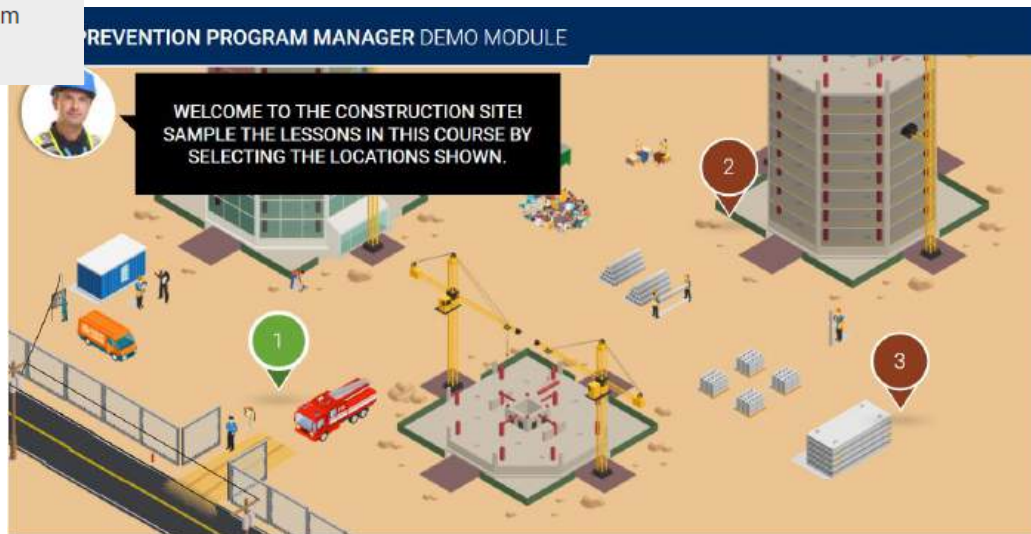 m
PREVENTION PROGRAM MANAGER DEMO MODULE
WELCOME TO THE CONSTRUCTION SITE!
SAMPLE THE LESSONS IN THIS COURSE BY
SELECTING THE LOCATIONS SHOWN.
2
1
3